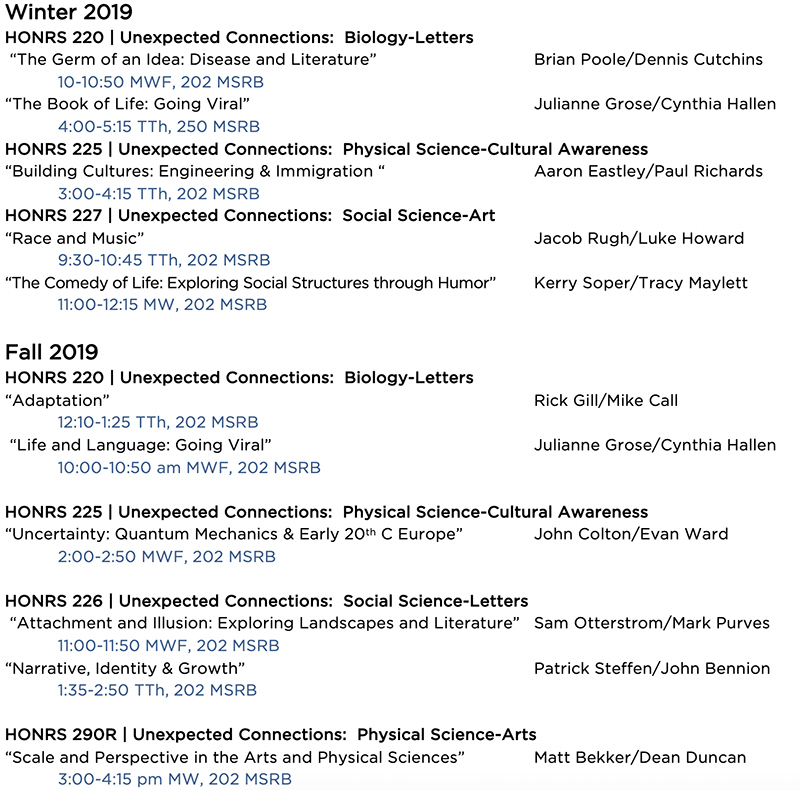 Winter 2019
HONRS 220 | Unexpected Connections:  Biology-Letters
“The Germ of an Idea: Disease and Literature” Brian Poole/Dennis Cutchins
10-10:50 MWF, 202 MSRB
“The Book of Life: Going Viral” Julianne Grose/Cynthia Hallen
4:00-5:15 TTh, 250 MSRB
HONRS 225 | Unexpected Connections:  Physical Science-Cultural Awareness
“Building Cultures: Engineering & Immigration “ Aaron Eastley/Paul Richards
3:00-4:15 TTh, 202 MSRB
HONRS 227 | Unexpected Connections:  Social Science-Art
“Race and Music” Jacob Rugh/Luke Howard
9:30-10:45 TTh, 202 MSRB
“The Comedy of Life: Exploring Social Structures through Humor” Kerry Soper/Tracy Maylett
11:00-12:15 MW, 202 MSRB
Fall 2019
HONRS 220 | Unexpected Connections:  Biology-Letters
“Adaptation” Rick Gill/Mike Call
12:10-1:25 TTh, 202 MSRB
“Life and Language: Going Viral” Julianne Grose/Cynthia Hallen
10:00-10:50 am MWF, 202 MSRB
HONRS 225 | Unexpected Connections:  Physical Science-Cultural Awareness
“Uncertainty: Quantum Mechanics & Early 20th C Europe” John Colton/Evan Ward
2:00-2:50 MWF, 202 MSRB
HONRS 226 | Unexpected Connections:  Social Science-Letters
“Attachment and Illusion: Exploring Landscapes and Literature” Sam Otterstrom/Mark Purves
11:00-11:50 MWF, 202 MSRB
“Narrative, Identity & Growth” Patrick Steffen/John Bennion
1:35-2:50 TTh, 202 MSRB
HONRS 290R | Unexpected Connections:  Physical Science-Arts
“Scale and Perspective in the Arts and Physical Sciences” Matt Bekker/Dean Duncan
3:00-4:15 pm MW, 202 MSRB